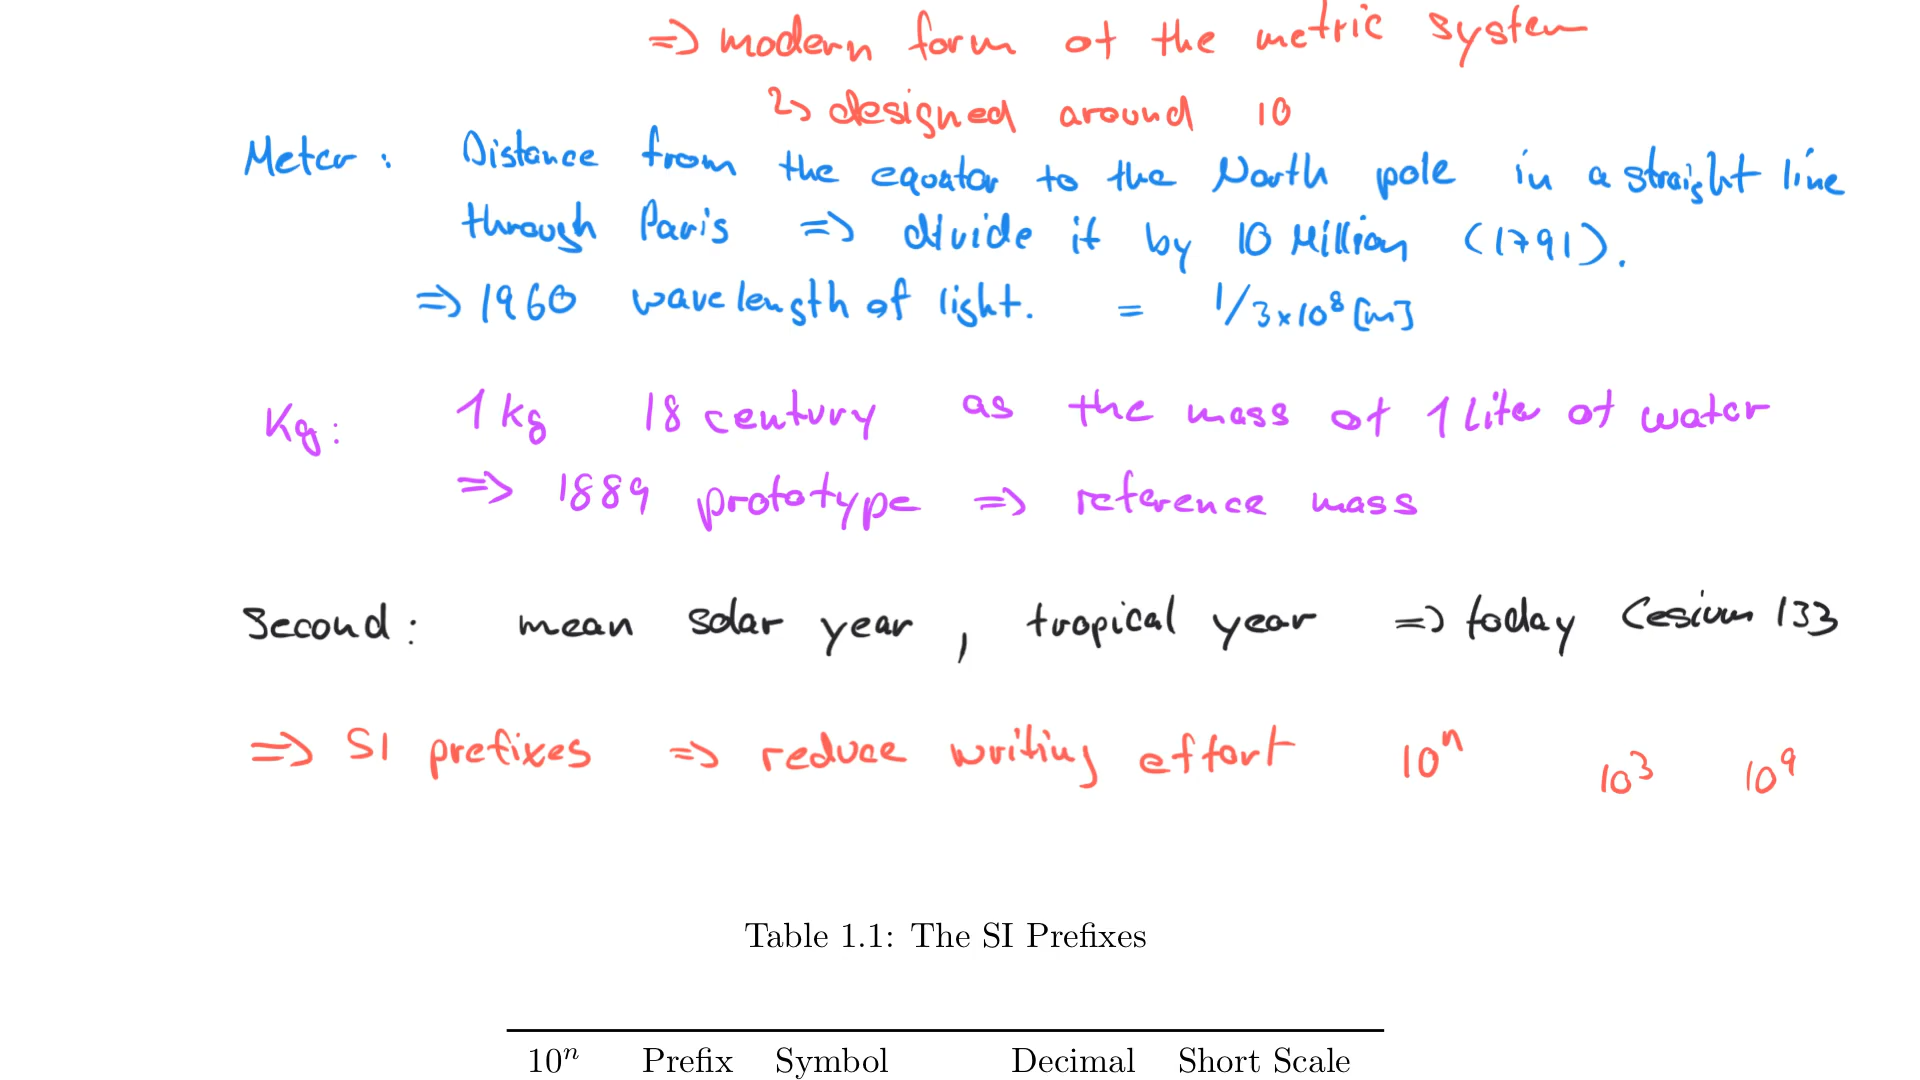 => modern form of the metric system
↳ designed around 10
Meter: Distance from the equator to the North pole in a straight line
through Paris => divide it by 10 Million (1791).
=> 1960 wavelength of light. = 1/3×10⁸ [m]
Kg: 1 kg 18 century as the mass of 1 Liter of water
=> 1889 prototype => reference mass
Second: mean solar year, tropical year => today Cesium 133
=> SI prefixes => reduce writing effort 10ⁿ 10³ 10⁹
Table 1.1: The SI Prefixes
10ⁿ Prefix Symbol Decimal Short Scale